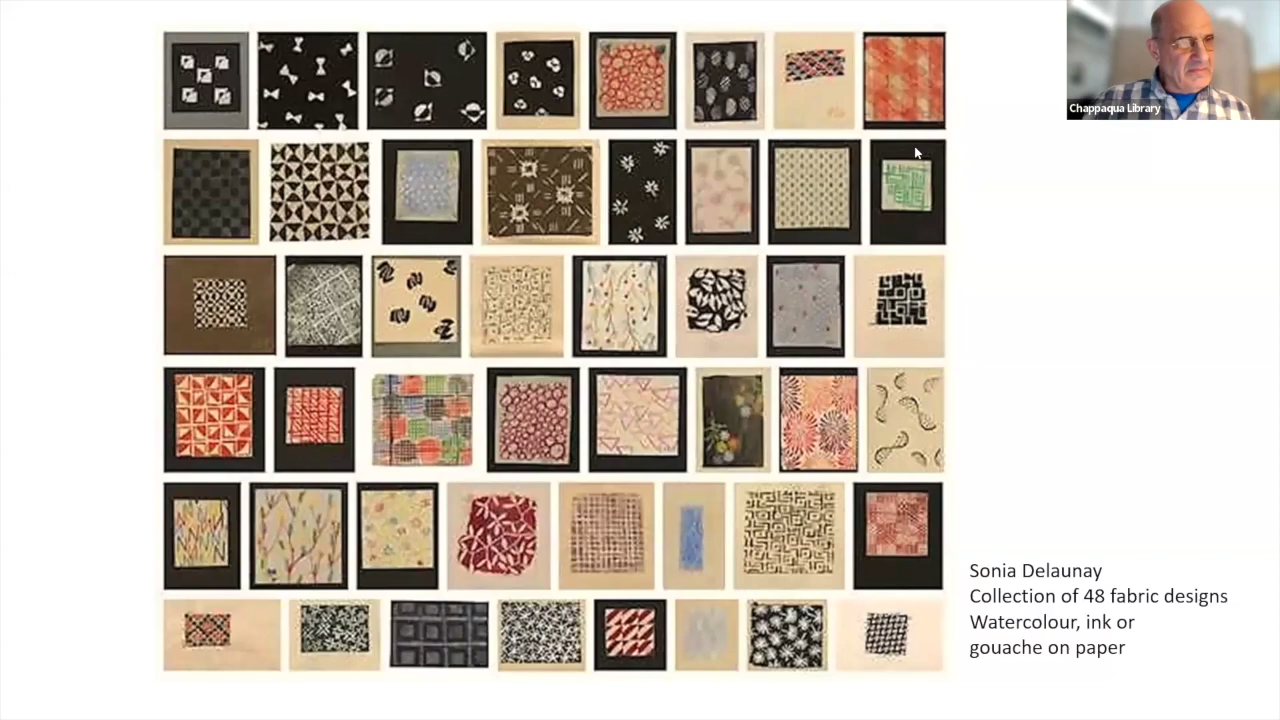 Chappaqua Library
Sonia Delaunay
Collection of 48 fabric designs
Watercolour, ink or
gouache on paper